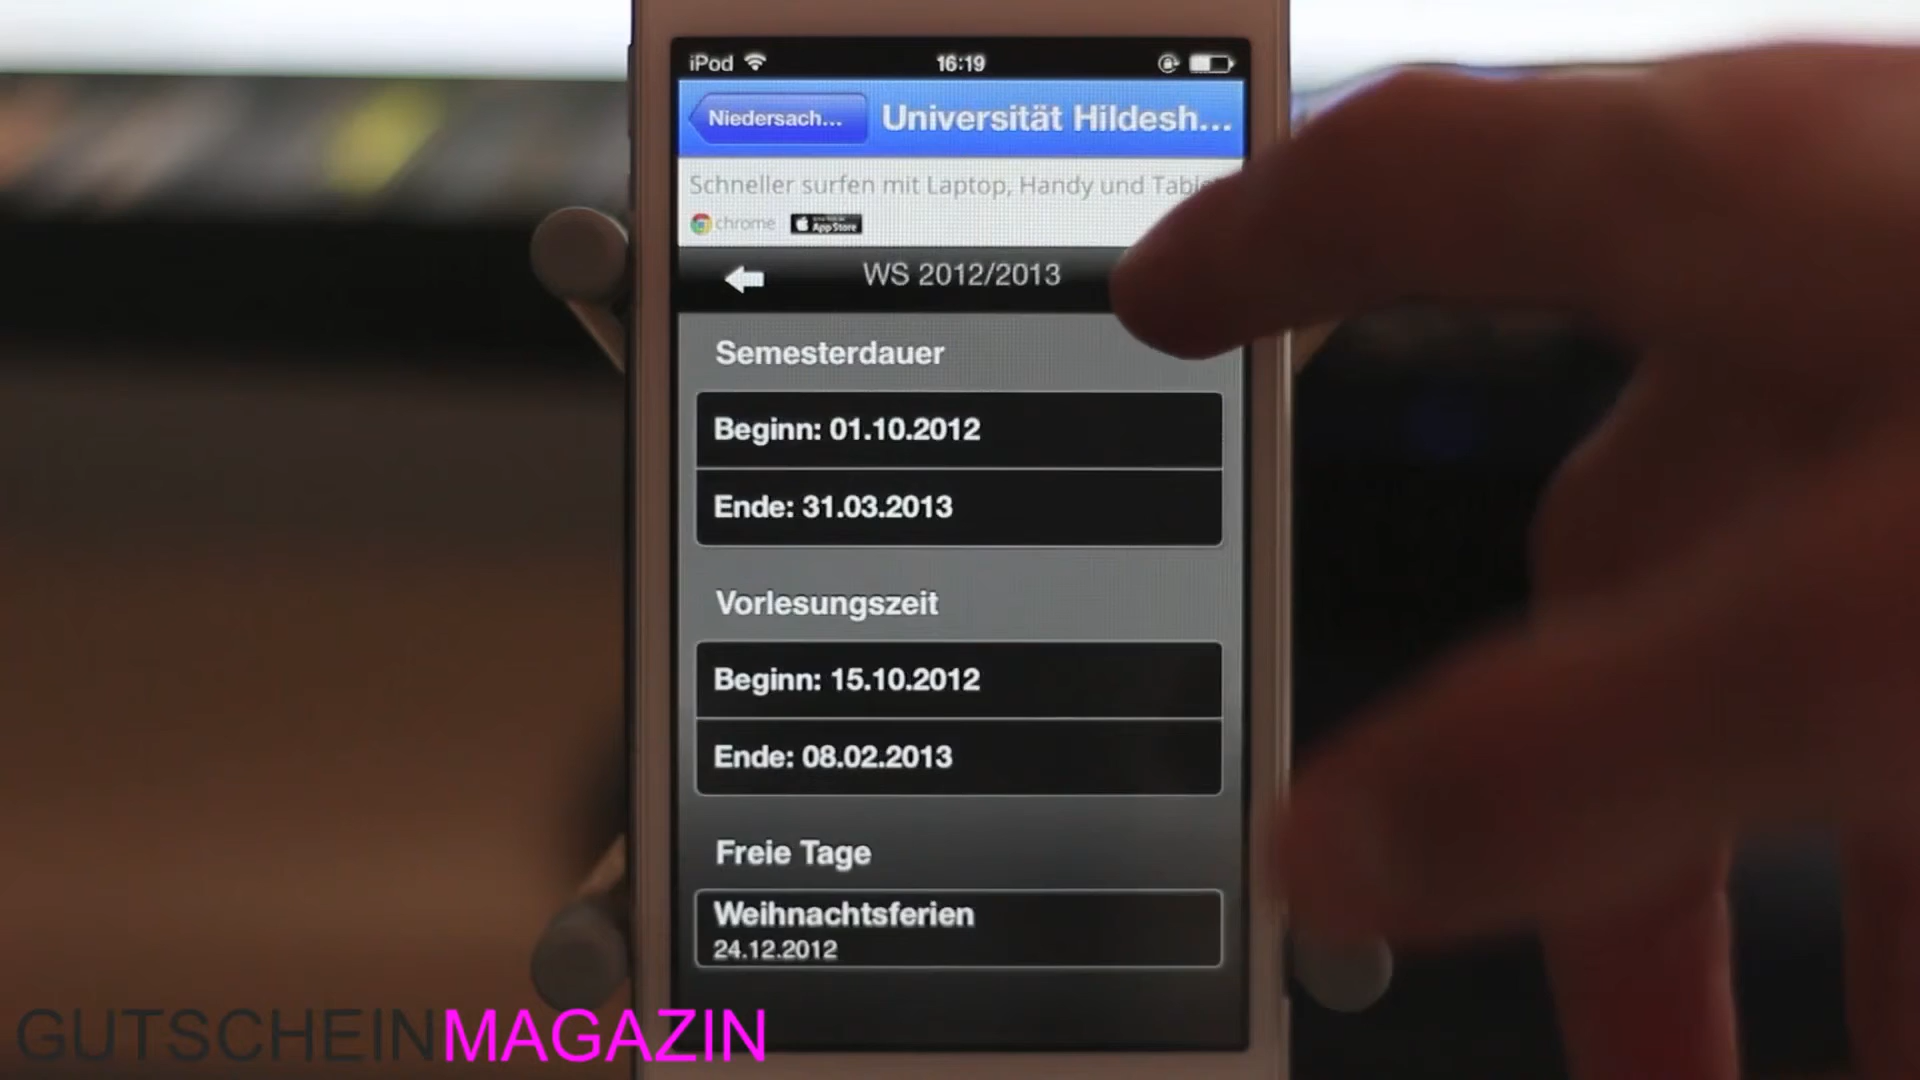 iPod 16:19
Niedersach... Universität Hildesh...
Schneller surfen mit Laptop, Handy und
chrome App Store
WS 2012/2013
Semesterdauer
Beginn: 01.10.2012
Ende: 31.03.2013
Vorlesungszeit
Beginn: 15.10.2012
Ende: 08.02.2013
Freie Tage
Weihnachtsferien
24.12.2012
GUTSCHEINMAGAZIN